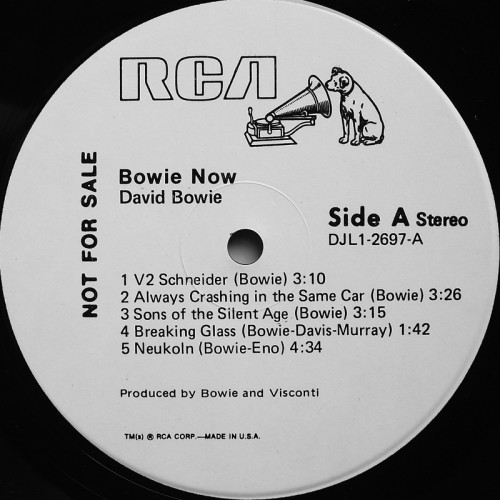 RCA
NOT FOR SALE
Bowie Now
David Bowie
Side A Stereo
DJL1-2697-A
1 V2 Schneider (Bowie) 3:10
2 Always Crashing in the Same Car (Bowie) 3:26
3 Sons of the Silent Age (Bowie) 3:15
4 Breaking Glass (Bowie-Davis-Murray) 1:42
5 Neukoln (Bowie-Eno) 4:34
Produced by Bowie and Visconti
TM(s) ® RCA CORP.—MADE IN U.S.A.